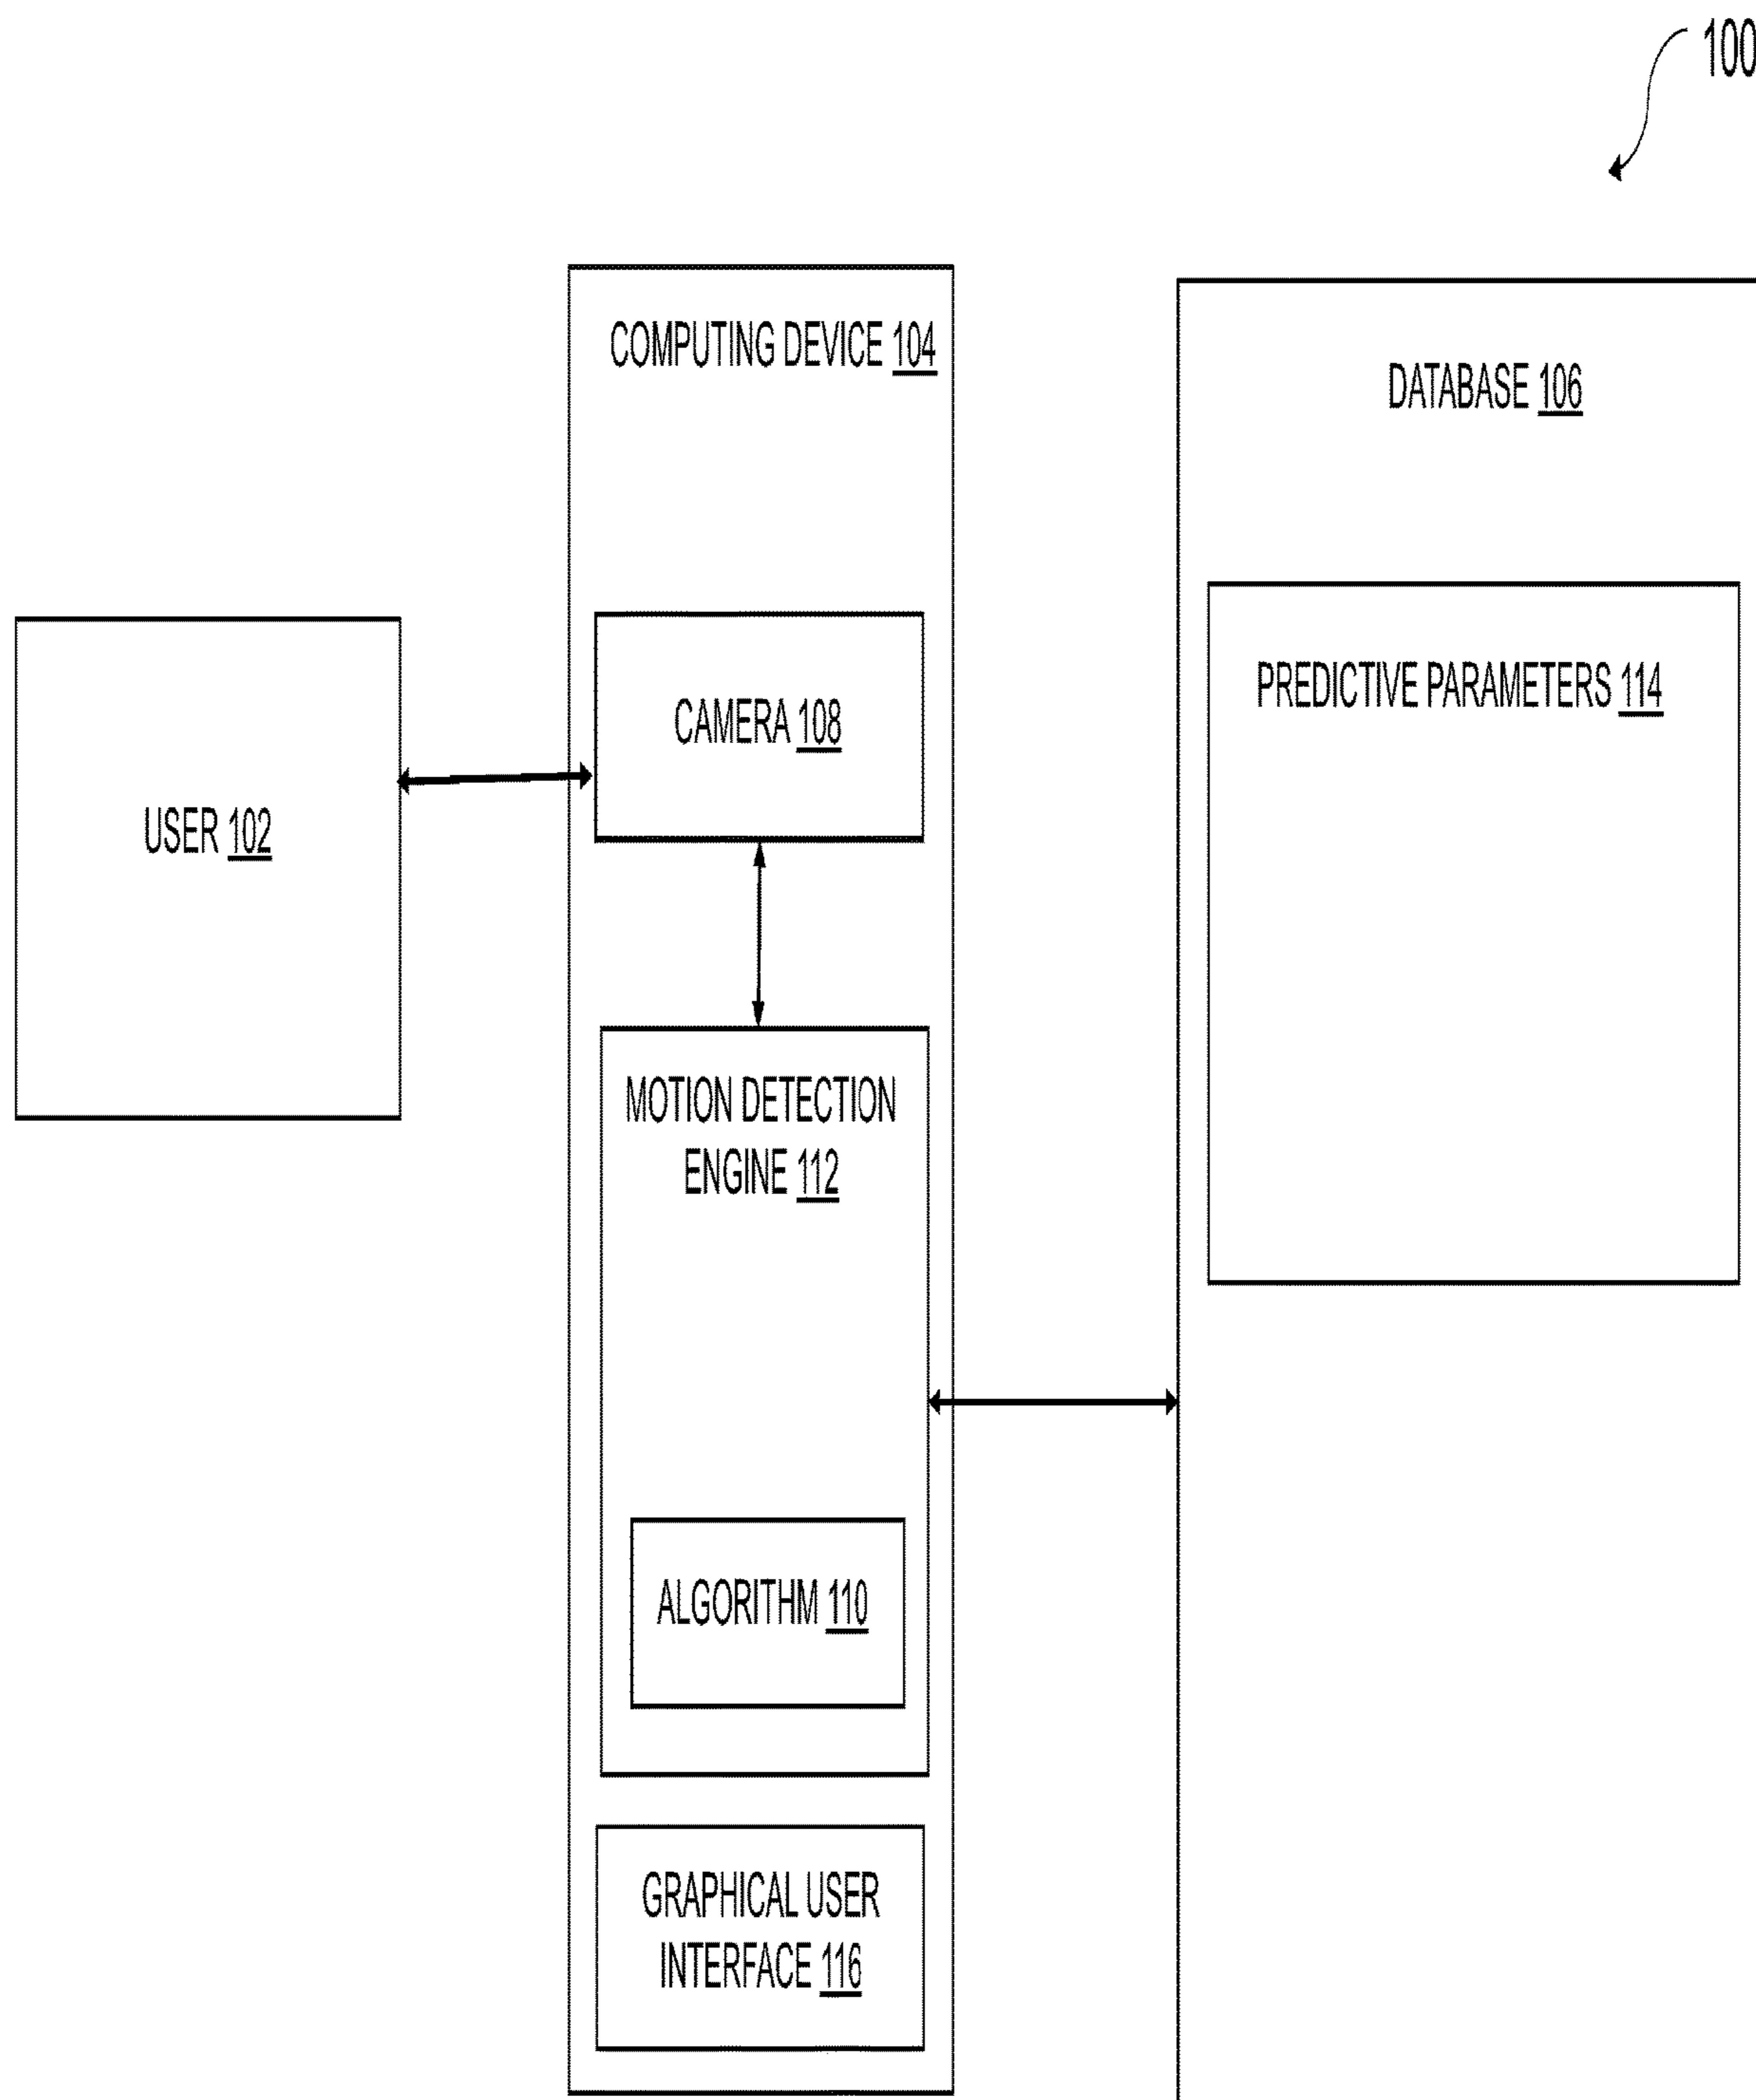 100
COMPUTING DEVICE 104
DATABASE 106
PREDICTIVE PARAMETERS 114
CAMERA 108
USER 102
MOTION DETECTION
ENGINE 112
ALGORITHM 110
GRAPHICAL USER
INTERFACE 116